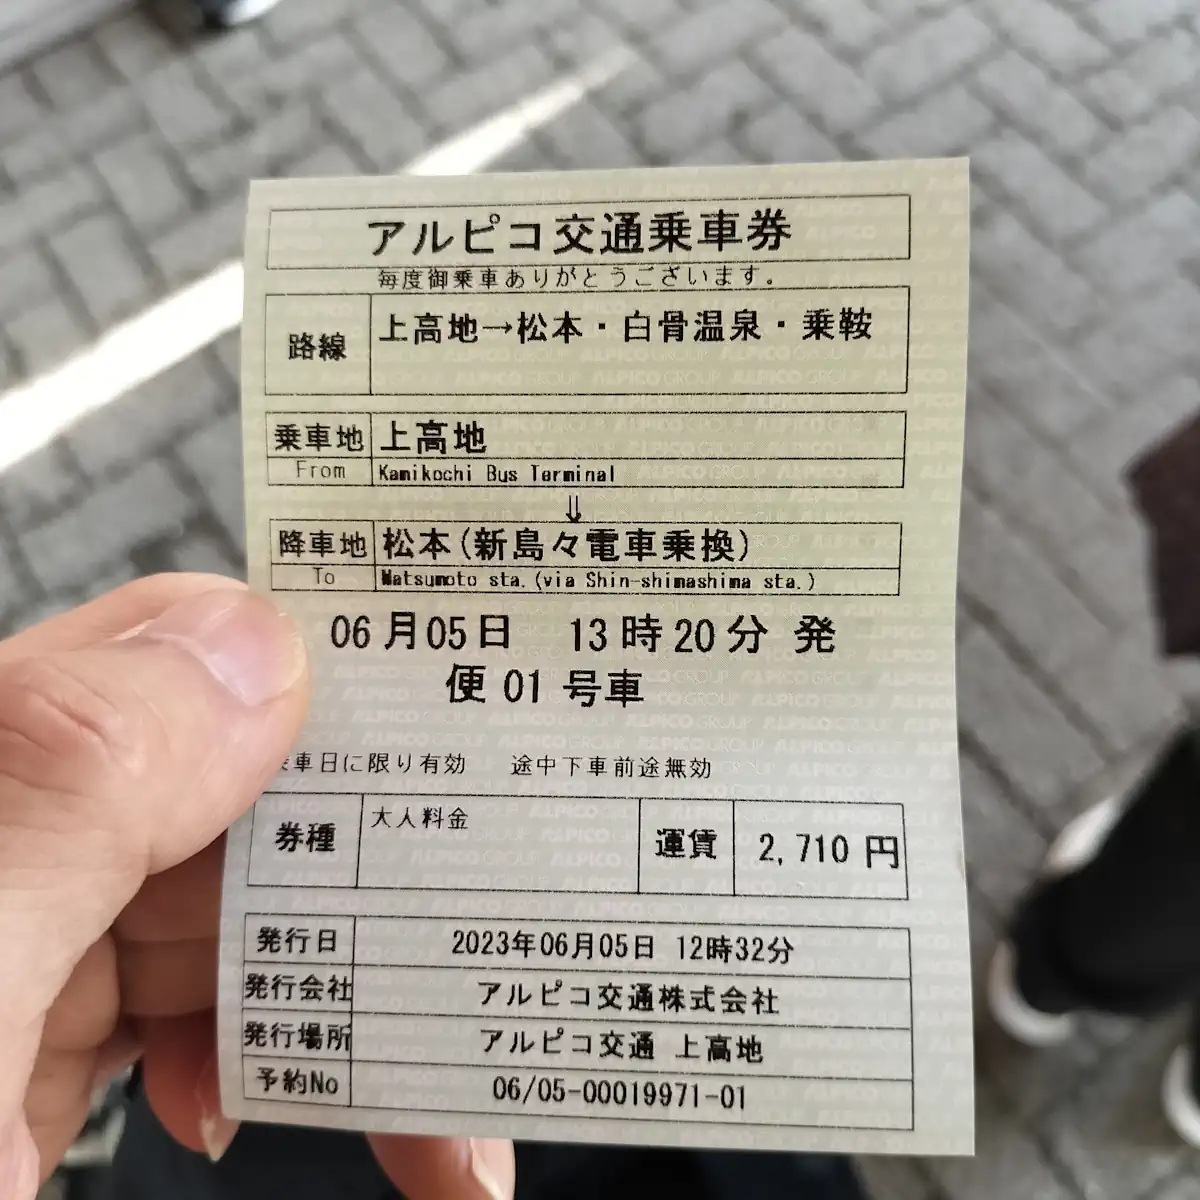 アルピコ交通乗車券
毎度御乗車ありがとうございます。
路線 上高地→松本・白骨温泉・乗鞍
乗車地 上高地
From Kamikochi Bus Terminal
⇓
降車地 松本(新島々電車乗換)
To Matsumoto sta.(via Shin-shimashima sta.)
06月05日 13時20分 発
便 01 号車
車日に限り有効 途中下車前途無効
券種 大人料金 運賃 2,710 円
発行日 2023年06月05日 12時32分
発行会社 アルピコ交通株式会社
発行場所 アルピコ交通 上高地
予約No 06/05-00019971-01